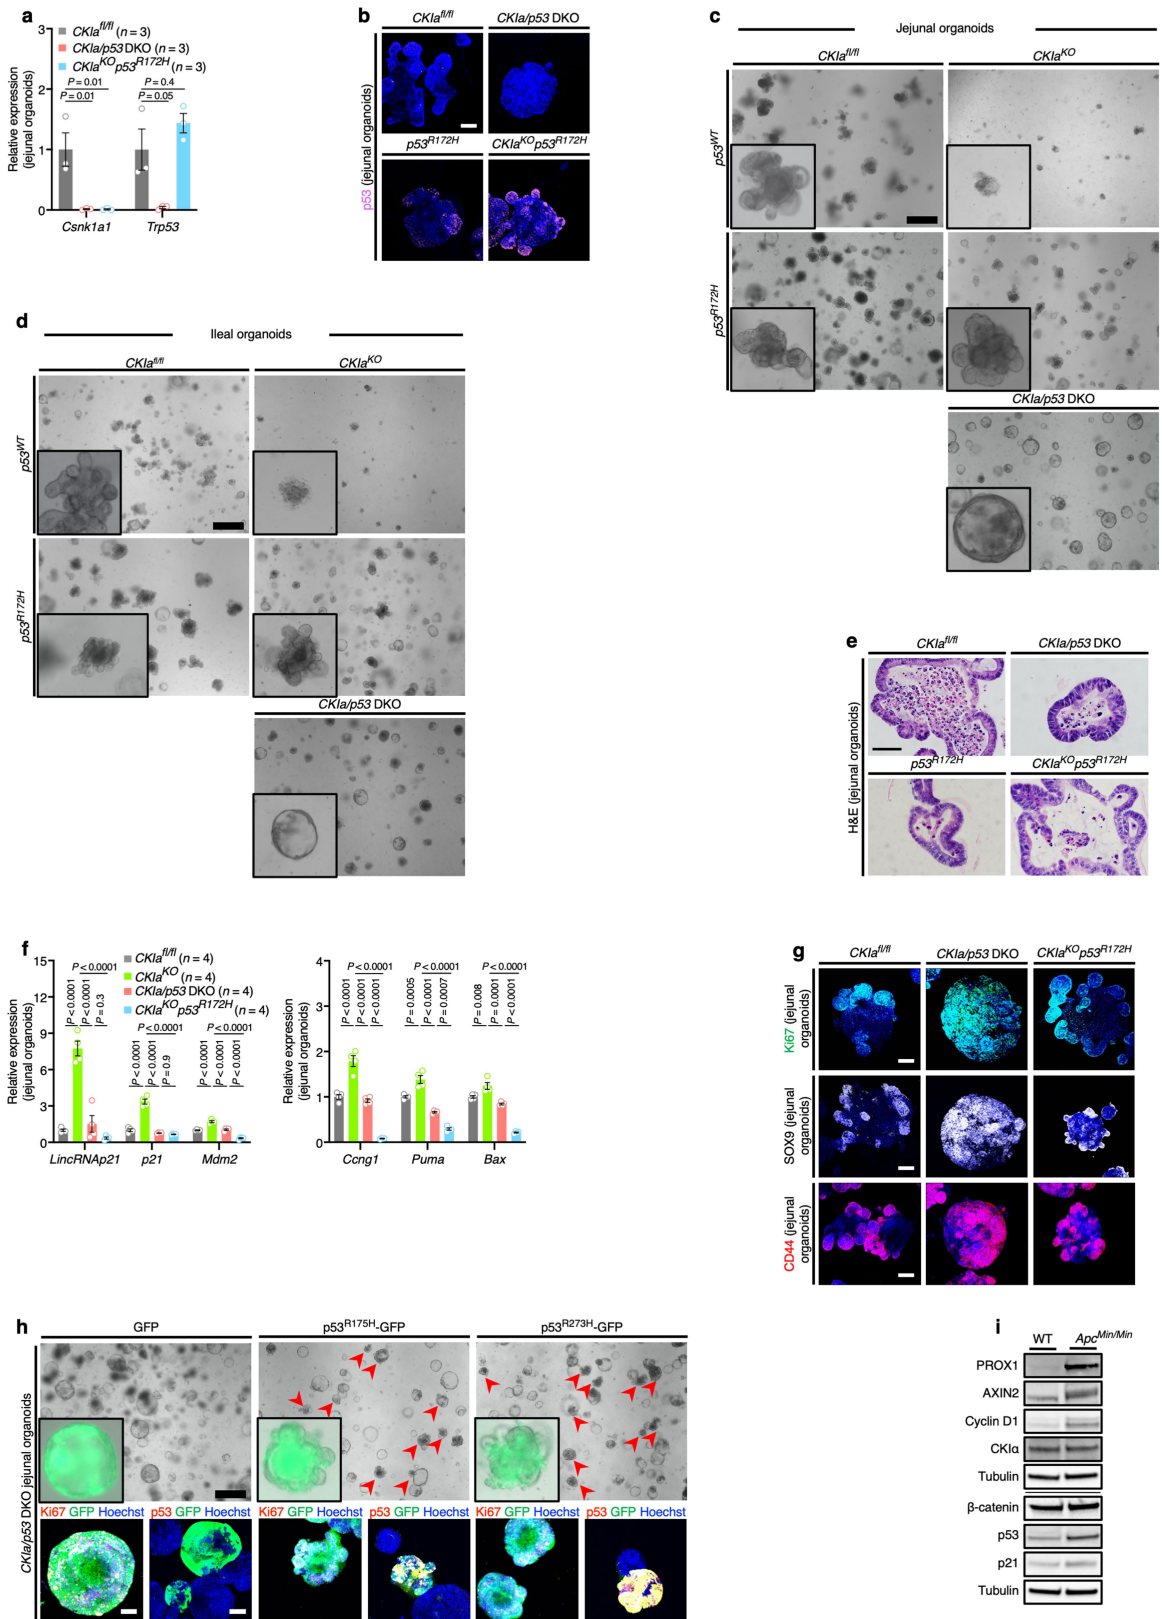 a
CKIa^fl/fl (n = 3)
CKIa/p53 DKO (n = 3)
CKIa^KO p53^R172H (n = 3)
P = 0.01 P = 0.4
P = 0.01 P = 0.05
Relative expression
(jejunal organoids)
2
1
0
Csnk1a1 Trp53
b
CKIa^fl/fl CKIa/p53 DKO
p53^R172H CKIa^KO p53^R172H
p53 (jejunal organoids)
c
Jejunal organoids
CKIa^fl/fl CKIa^KO
p53^WT
p53^R172H
CKIa/p53 DKO
d
Ileal organoids
CKIa^fl/fl CKIa^KO
p53^WT
p53^R172H
CKIa/p53 DKO
e
CKIa^fl/fl CKIa/p53 DKO
p53^R172H CKIa^KO p53^R172H
H&E (jejunal organoids)
f
CKIa^fl/fl (n = 4)
CKIa^KO (n = 4)
CKIa/p53 DKO (n = 4)
CKIa^KO p53^R172H (n = 4)
Relative expression
(jejunal organoids)
15
12
9
6
3
0
P < 0.0001
P < 0.0001
P < 0.0001
P = 0.3
P < 0.0001
P < 0.0001
P < 0.0001
P = 0.9
P < 0.0001
P < 0.0001
P < 0.0001
P < 0.0001
LincRNAp21 p21 Mdm2
Relative expression
(jejunal organoids)
4
3
2
1
0
P < 0.0001 P < 0.0001 P < 0.0001
P < 0.0001
P < 0.0001
P < 0.0001
P = 0.0005
P < 0.0001
P = 0.0007
P = 0.008
P = 0.0001
P < 0.0001
Ccng1 Puma Bax
g
CKIa^fl/fl CKIa/p53 DKO CKIa^KO p53^R172H
Ki67 (jejunal
organoids)
SOX9 (jejunal
organoids)
CD44 (jejunal
organoids)
h
GFP p53^R175H-GFP p53^R273H-GFP
CKIa/p53 DKO jejunal organoids
Ki67 GFP Hoechst p53 GFP Hoechst Ki67 GFP Hoechst p53 GFP Hoechst Ki67 GFP Hoechst p53 GFP Hoechst
i
WT Apc^Min/Min
PROX1
AXIN2
Cyclin D1
CKIα
Tubulin
β-catenin
p53
p21
Tubulin